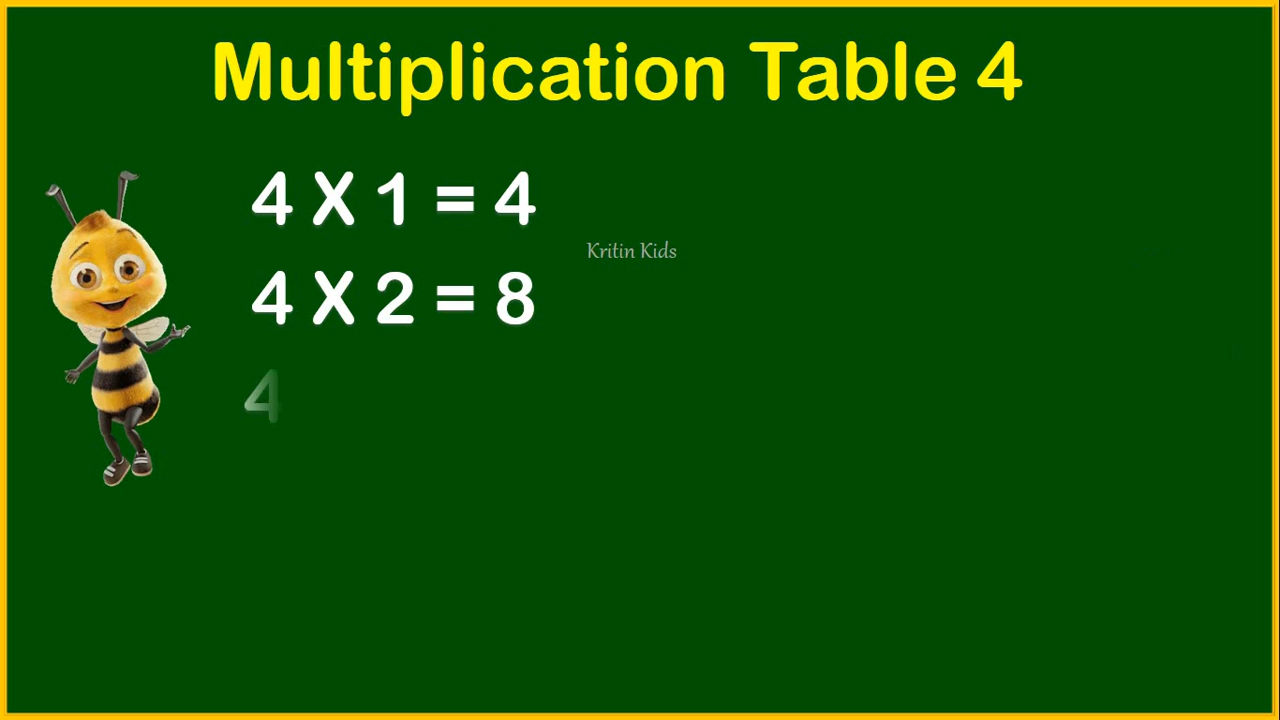 Multiplication Table 4
4 X 1 = 4
Kritin Kids
4 X 2 = 8
4